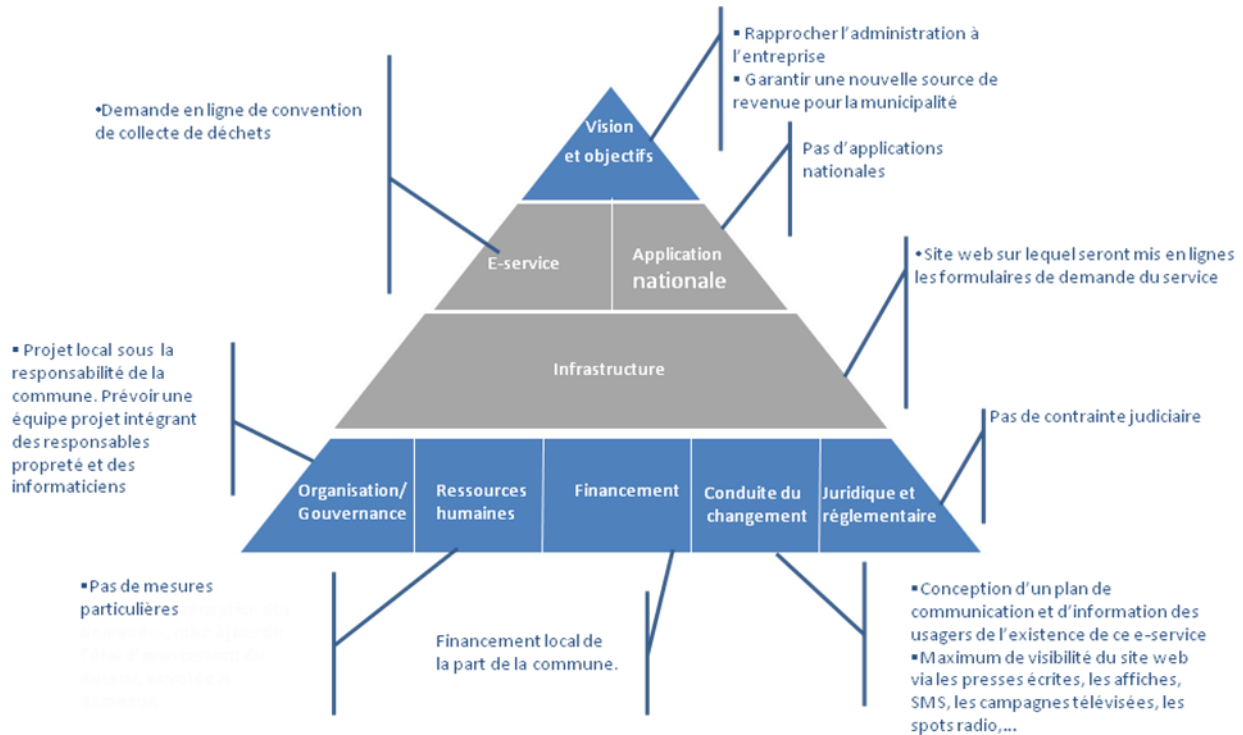 ▪ Rapprocher l'administration à
l'entreprise
▪ Garantir une nouvelle source de
revenue pour la municipalité
•Demande en ligne de convention
de collecte de déchets
Vision
et objectifs
Pas d'applications
nationales
E-service
Application
nationale
•Site web sur lequel seront mis en lignes
les formulaires de demande du service
Infrastructure
▪ Projet local sous la
responsabilité de la
commune. Prévoir une
équipe projet intégrant
des responsables
propreté et des
informaticiens
Pas de contrainte judiciaire
Organisation/
Gouvernance
Ressources
humaines
Financement
Conduite du
changement
Juridique et
réglementaire
▪Pas de mesures
particulières
Financement local de
la part de la commune.
▪Conception d'un plan de
communication et d'information des
usagers de l'existence de ce e-service
▪Maximum de visibilité du site web
via les presses écrites, les affiches,
SMS, les campagnes télévisées, les
spots radio,...